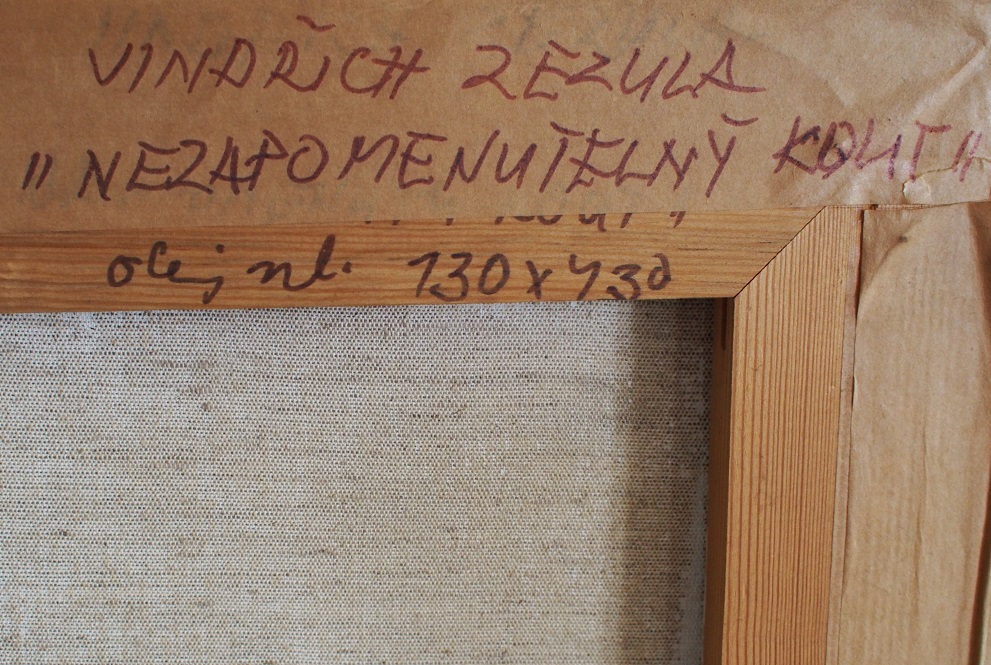 VINDŘICH ZEZULA
„ NEZAPOMENUTELNÝ KOUT "
olej pl. 130 x 130